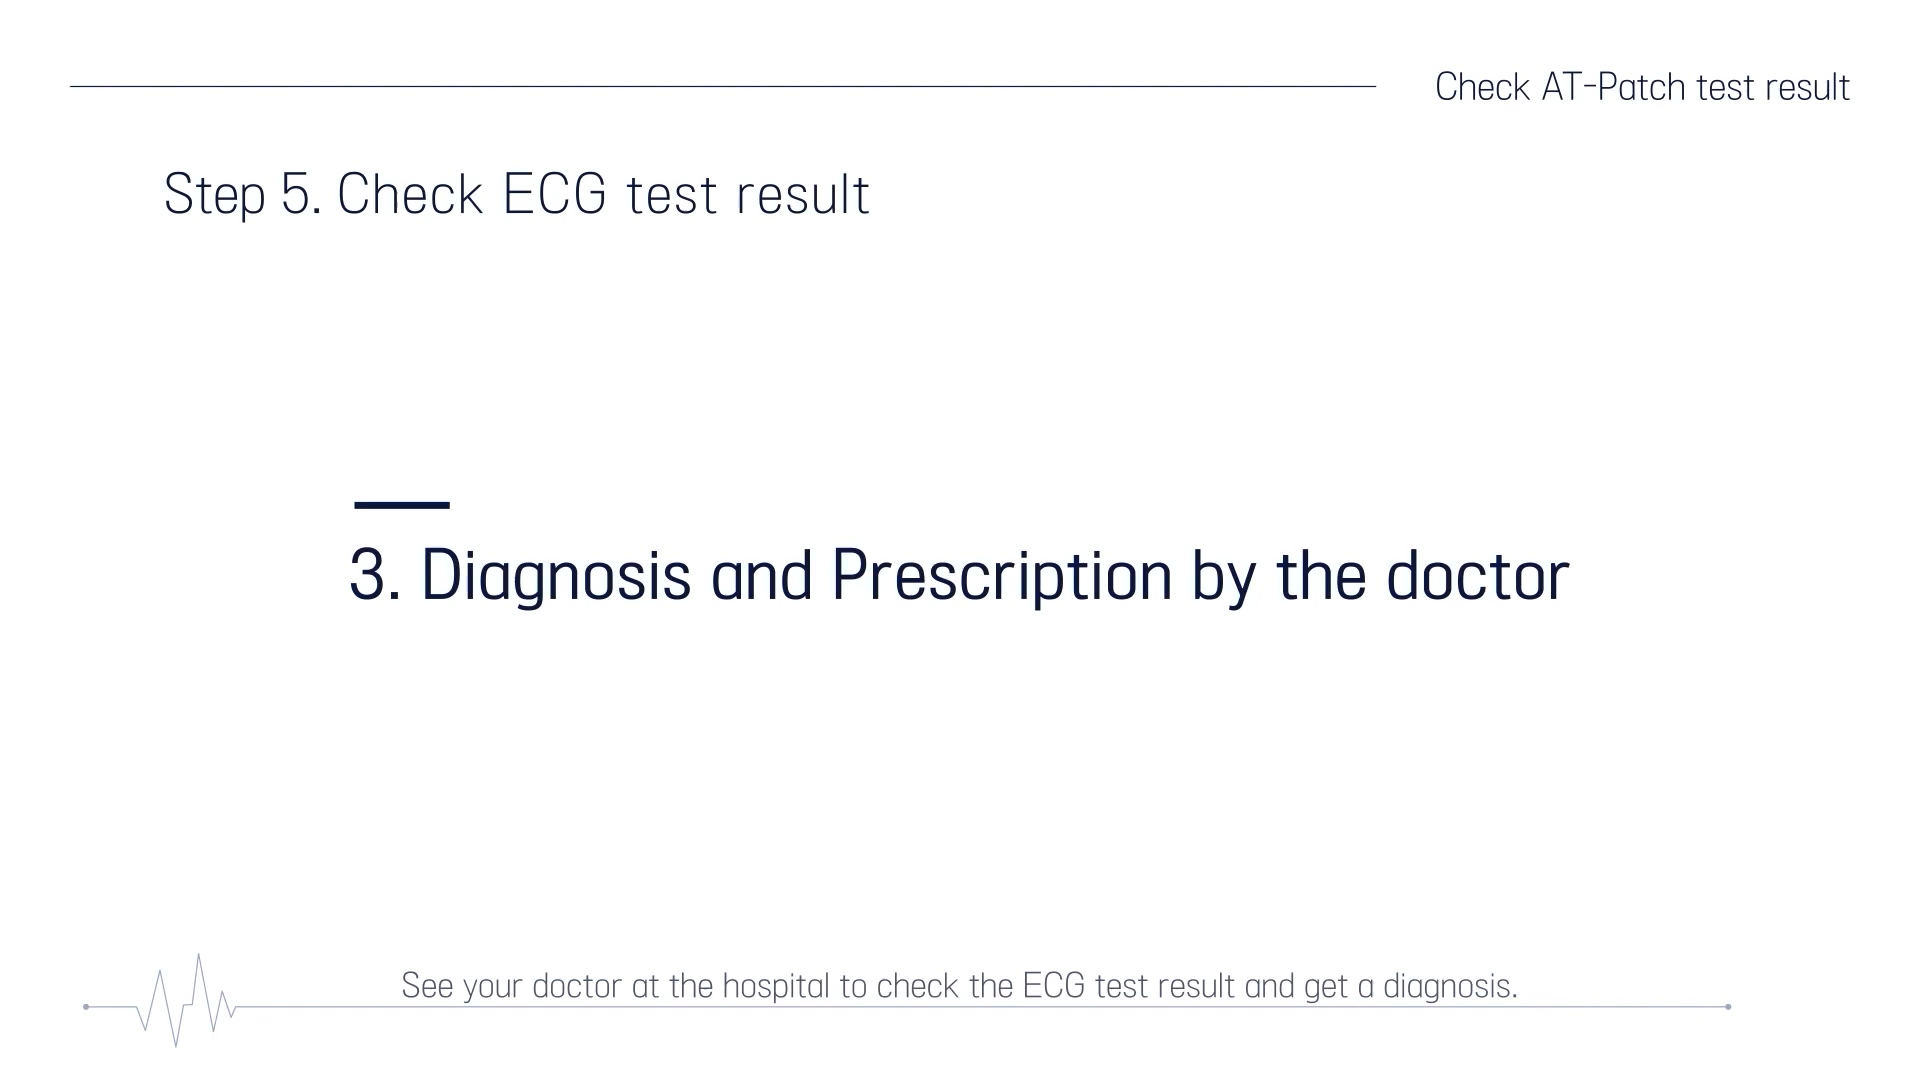 Check AT-Patch test result
Step 5. Check ECG test result
3. Diagnosis and Prescription by the doctor
See your doctor at the hospital to check the ECG test result and get a diagnosis.